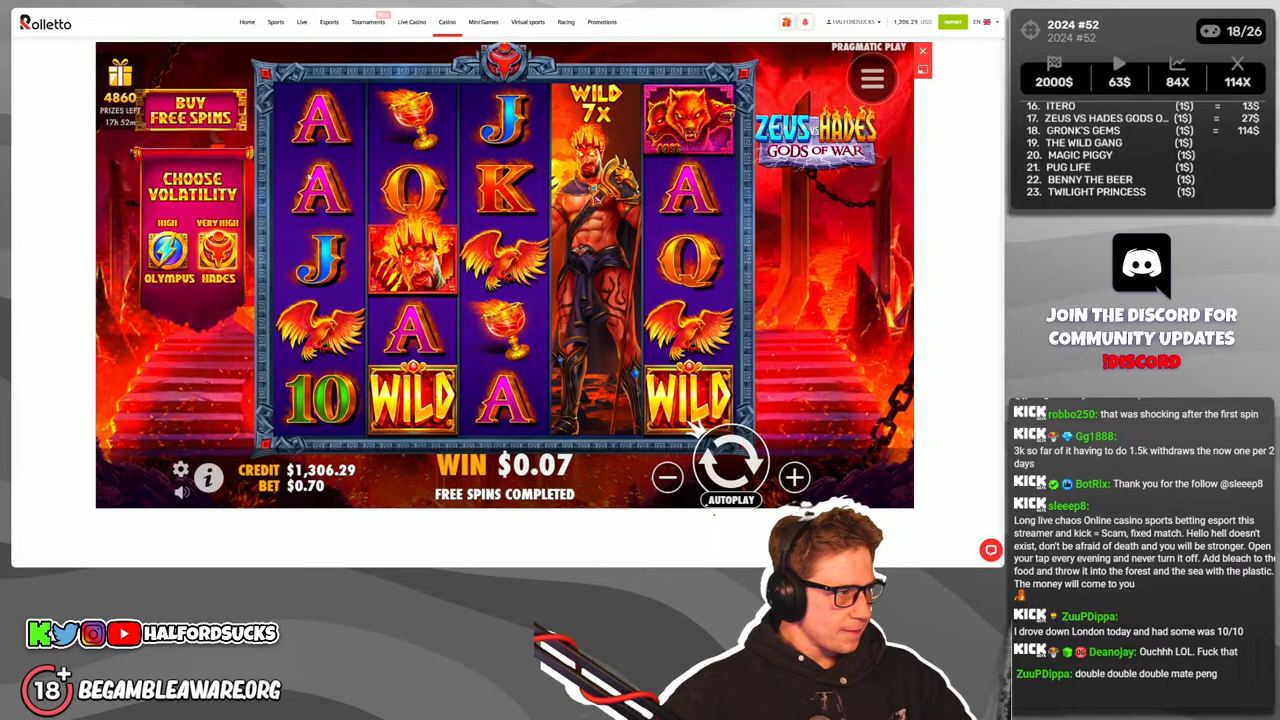 Rolletto
Home
Sports
Live
Esports
Tournaments
Live Casino
Casino
Mini Games
Virtual sports
Racing
Promotions
HALFORDSUCKS
1,306.29 USD
DEPOSIT
EN
PRAGMATIC PLAY
4860
PRIZES LEFT
17h 52m
BUY
FREE SPINS
CHOOSE
VOLATILITY
HIGH
VERY HIGH
OLYMPUS
HADES
A
J
WILD
7X
A
Q
K
A
J
Q
A
10
WILD
A
WILD
ZEUS VS HADES
GODS OF WAR
CREDIT $1,306.29
BET $0.70
WIN $0.07
FREE SPINS COMPLETED
AUTOPLAY
2024 #52
2024 #52
18/26
2000$
63$
84X
114X
16. ITERO (1$) = 13$
17. ZEUS VS HADES GODS O... (1$) = 27$
18. GRONK'S GEMS (1$) = 114$
19. THE WILD GANG (1$)
20. MAGIC PIGGY (1$)
21. PUG LIFE (1$)
22. BENNY THE BEER (1$)
23. TWILIGHT PRINCESS (1$)
JOIN THE DISCORD FOR
COMMUNITY UPDATES
!DISCORD
KICK robbo250: that was shocking after the first spin
KICK Gg1888:
3k so far of it having to do 1.5k withdraws the now one per 2
days
KICK BotRix: Thank you for the follow @sleeep8
KICK sleeep8:
Long live chaos Online casino sports betting esport this
streamer and kick = Scam, fixed match. Hello hell doesn't
exist, don't be afraid of death and you will be stronger. Open
your tap every evening and never turn it off. Add bleach to the
food and throw it into the forest and the sea with the plastic.
The money will come to you
KICK ZuuPDippa:
I drove down London today and had some was 10/10
KICK OG Deanojay: Ouchhh LOL. Fuck that
ZuuPDippa: double double double mate peng
K HALFORDSUCKS
18+ BEGAMBLEAWARE.ORG